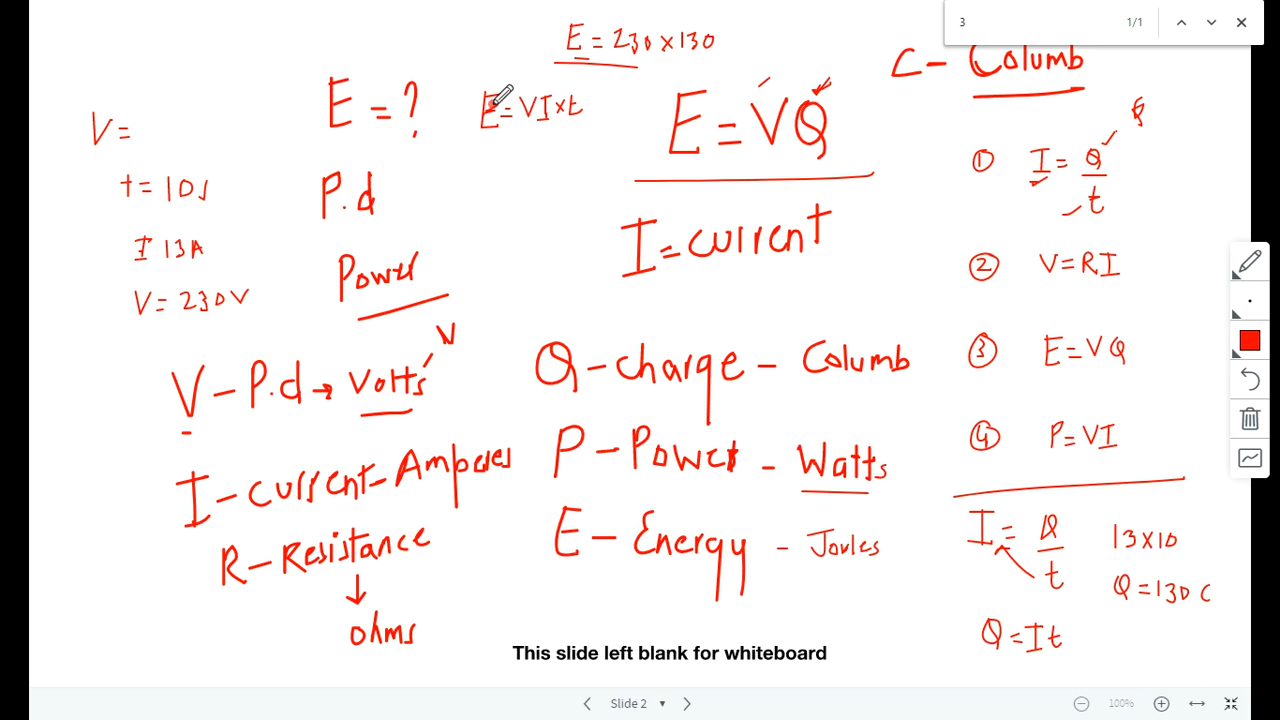 3
1/1
E = 230 x 130
C - Columb
E = ?
E = VI x t
E = VQ
V =
① I = Q/t
t = 10s
P.d
I 13A
I = current
② V = RI
Power
V = 230V
V
③ E = VQ
V - P.d → Volts
Q - charge - Columb
④ P = VI
I - current - Amperes
P - Power - Watts
R - Resistance
E - Energy - Joules
I = Q/t
13 x 10
Q = 130 C
ohms
Q = It
This slide left blank for whiteboard
Slide 2
100%